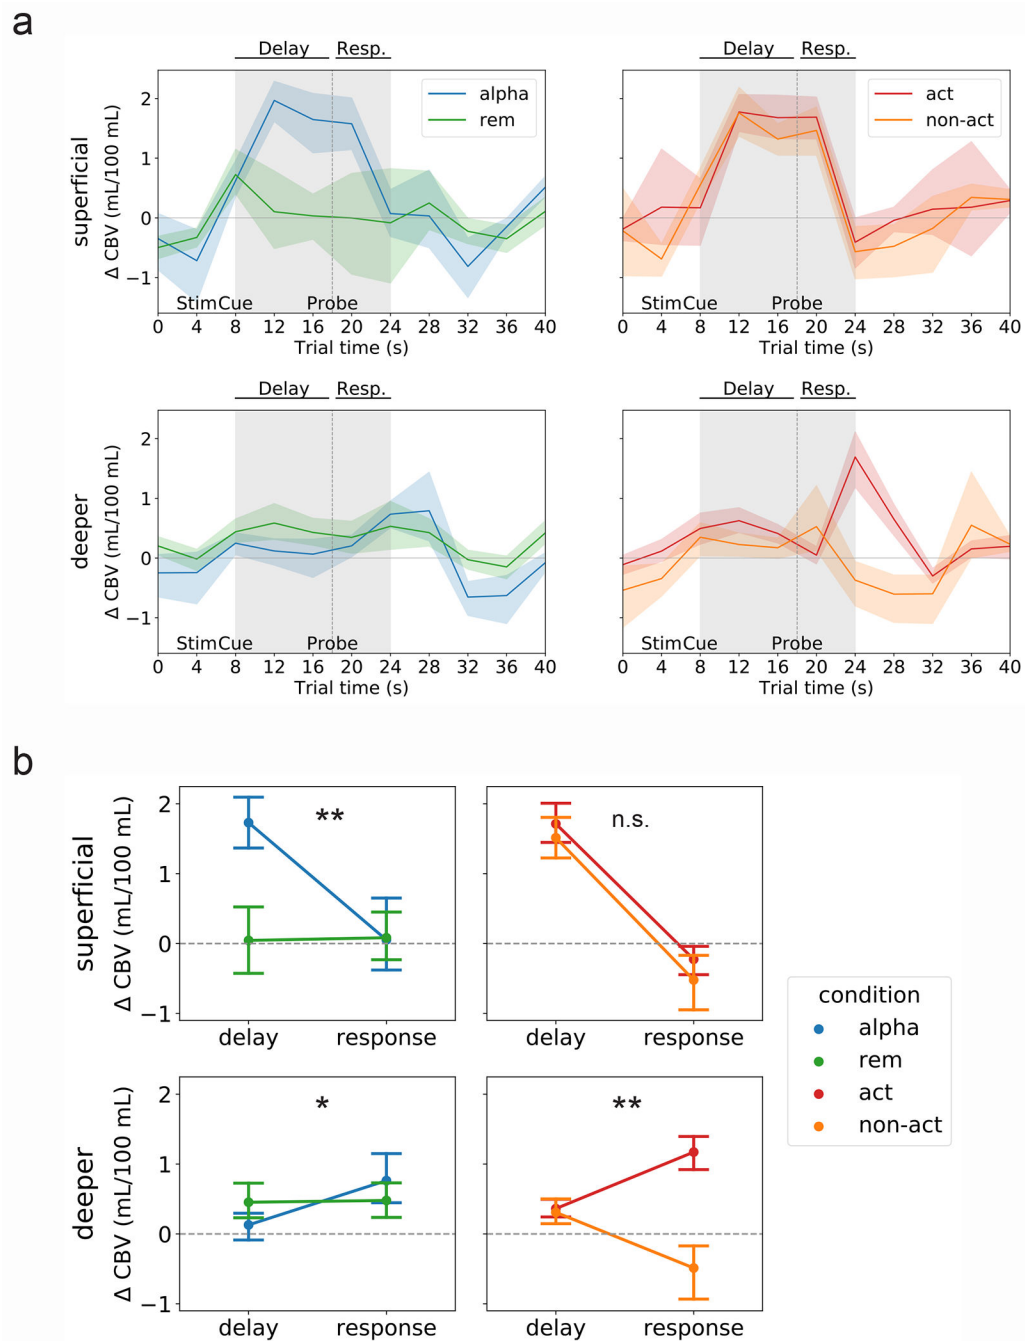 a
Delay Resp. Delay Resp.
superficial
Δ CBV (mL/100 mL)
2
1
0
−1
alpha
rem
act
non-act
StimCue Probe StimCue Probe
0 4 8 12 16 20 24 28 32 36 40 0 4 8 12 16 20 24 28 32 36 40
Trial time (s) Trial time (s)
Delay Resp. Delay Resp.
deeper
Δ CBV (mL/100 mL)
2
1
0
−1
StimCue Probe StimCue Probe
0 4 8 12 16 20 24 28 32 36 40 0 4 8 12 16 20 24 28 32 36 40
Trial time (s) Trial time (s)
b
superficial
Δ CBV (mL/100 mL)
2
1
0
−1
** n.s.
delay response delay response
deeper
Δ CBV (mL/100 mL)
2
1
0
−1
* **
delay response delay response
condition
alpha
rem
act
non-act